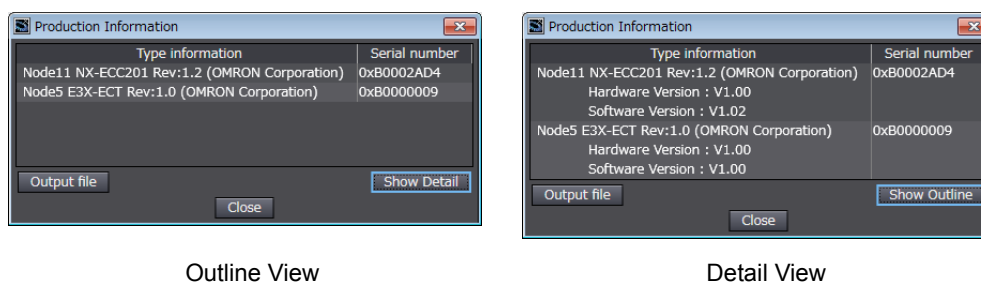 Production Information
Type information Serial number
Node11 NX-ECC201 Rev:1.2 (OMRON Corporation) 0xB0002AD4
Node5 E3X-ECT Rev:1.0 (OMRON Corporation) 0xB0000009
Output file Show Detail
Close
Outline View
Production Information
Type information Serial number
Node11 NX-ECC201 Rev:1.2 (OMRON Corporation) 0xB0002AD4
Hardware Version : V1.00
Software Version : V1.02
Node5 E3X-ECT Rev:1.0 (OMRON Corporation) 0xB0000009
Hardware Version : V1.00
Software Version : V1.00
Output file Show Outline
Close
Detail View